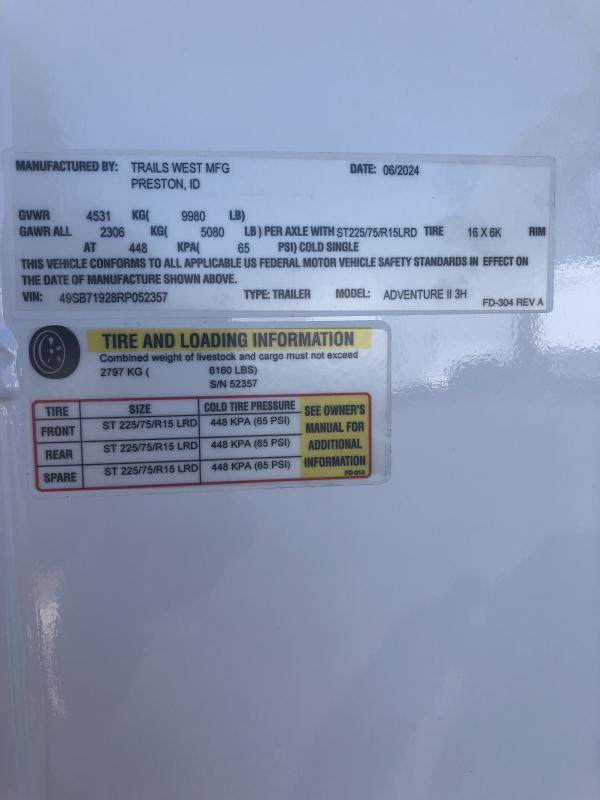 MANUFACTURED BY: TRAILS WEST MFG DATE: 06/2024
PRESTON, ID
GVWR 4531 KG( 9980 LB)
GAWR ALL 2306 KG( 5080 LB ) PER AXLE WITH ST225/75/R15LRD TIRE 16 X 6K RIM
AT 448 KPA( 65 PSI) COLD SINGLE
THIS VEHICLE CONFORMS TO ALL APPLICABLE US FEDERAL MOTOR VEHICLE SAFETY STANDARDS IN EFFECT ON
THE DATE OF MANUFACTURE SHOWN ABOVE.
VIN: 49SB71928RP052357 TYPE: TRAILER MODEL: ADVENTURE II 3H
FD-304 REV A
TIRE AND LOADING INFORMATION
Combined weight of livestock and cargo must not exceed
2797 KG ( 6160 LBS)
S/N 52357
TIRE SIZE COLD TIRE PRESSURE
FRONT ST 225/75/R15 LRD 448 KPA (65 PSI)
REAR ST 225/75/R15 LRD 448 KPA (65 PSI)
SPARE ST 225/75/R15 LRD 448 KPA (65 PSI)
SEE OWNER'S
MANUAL FOR
ADDITIONAL
INFORMATION
FD-314